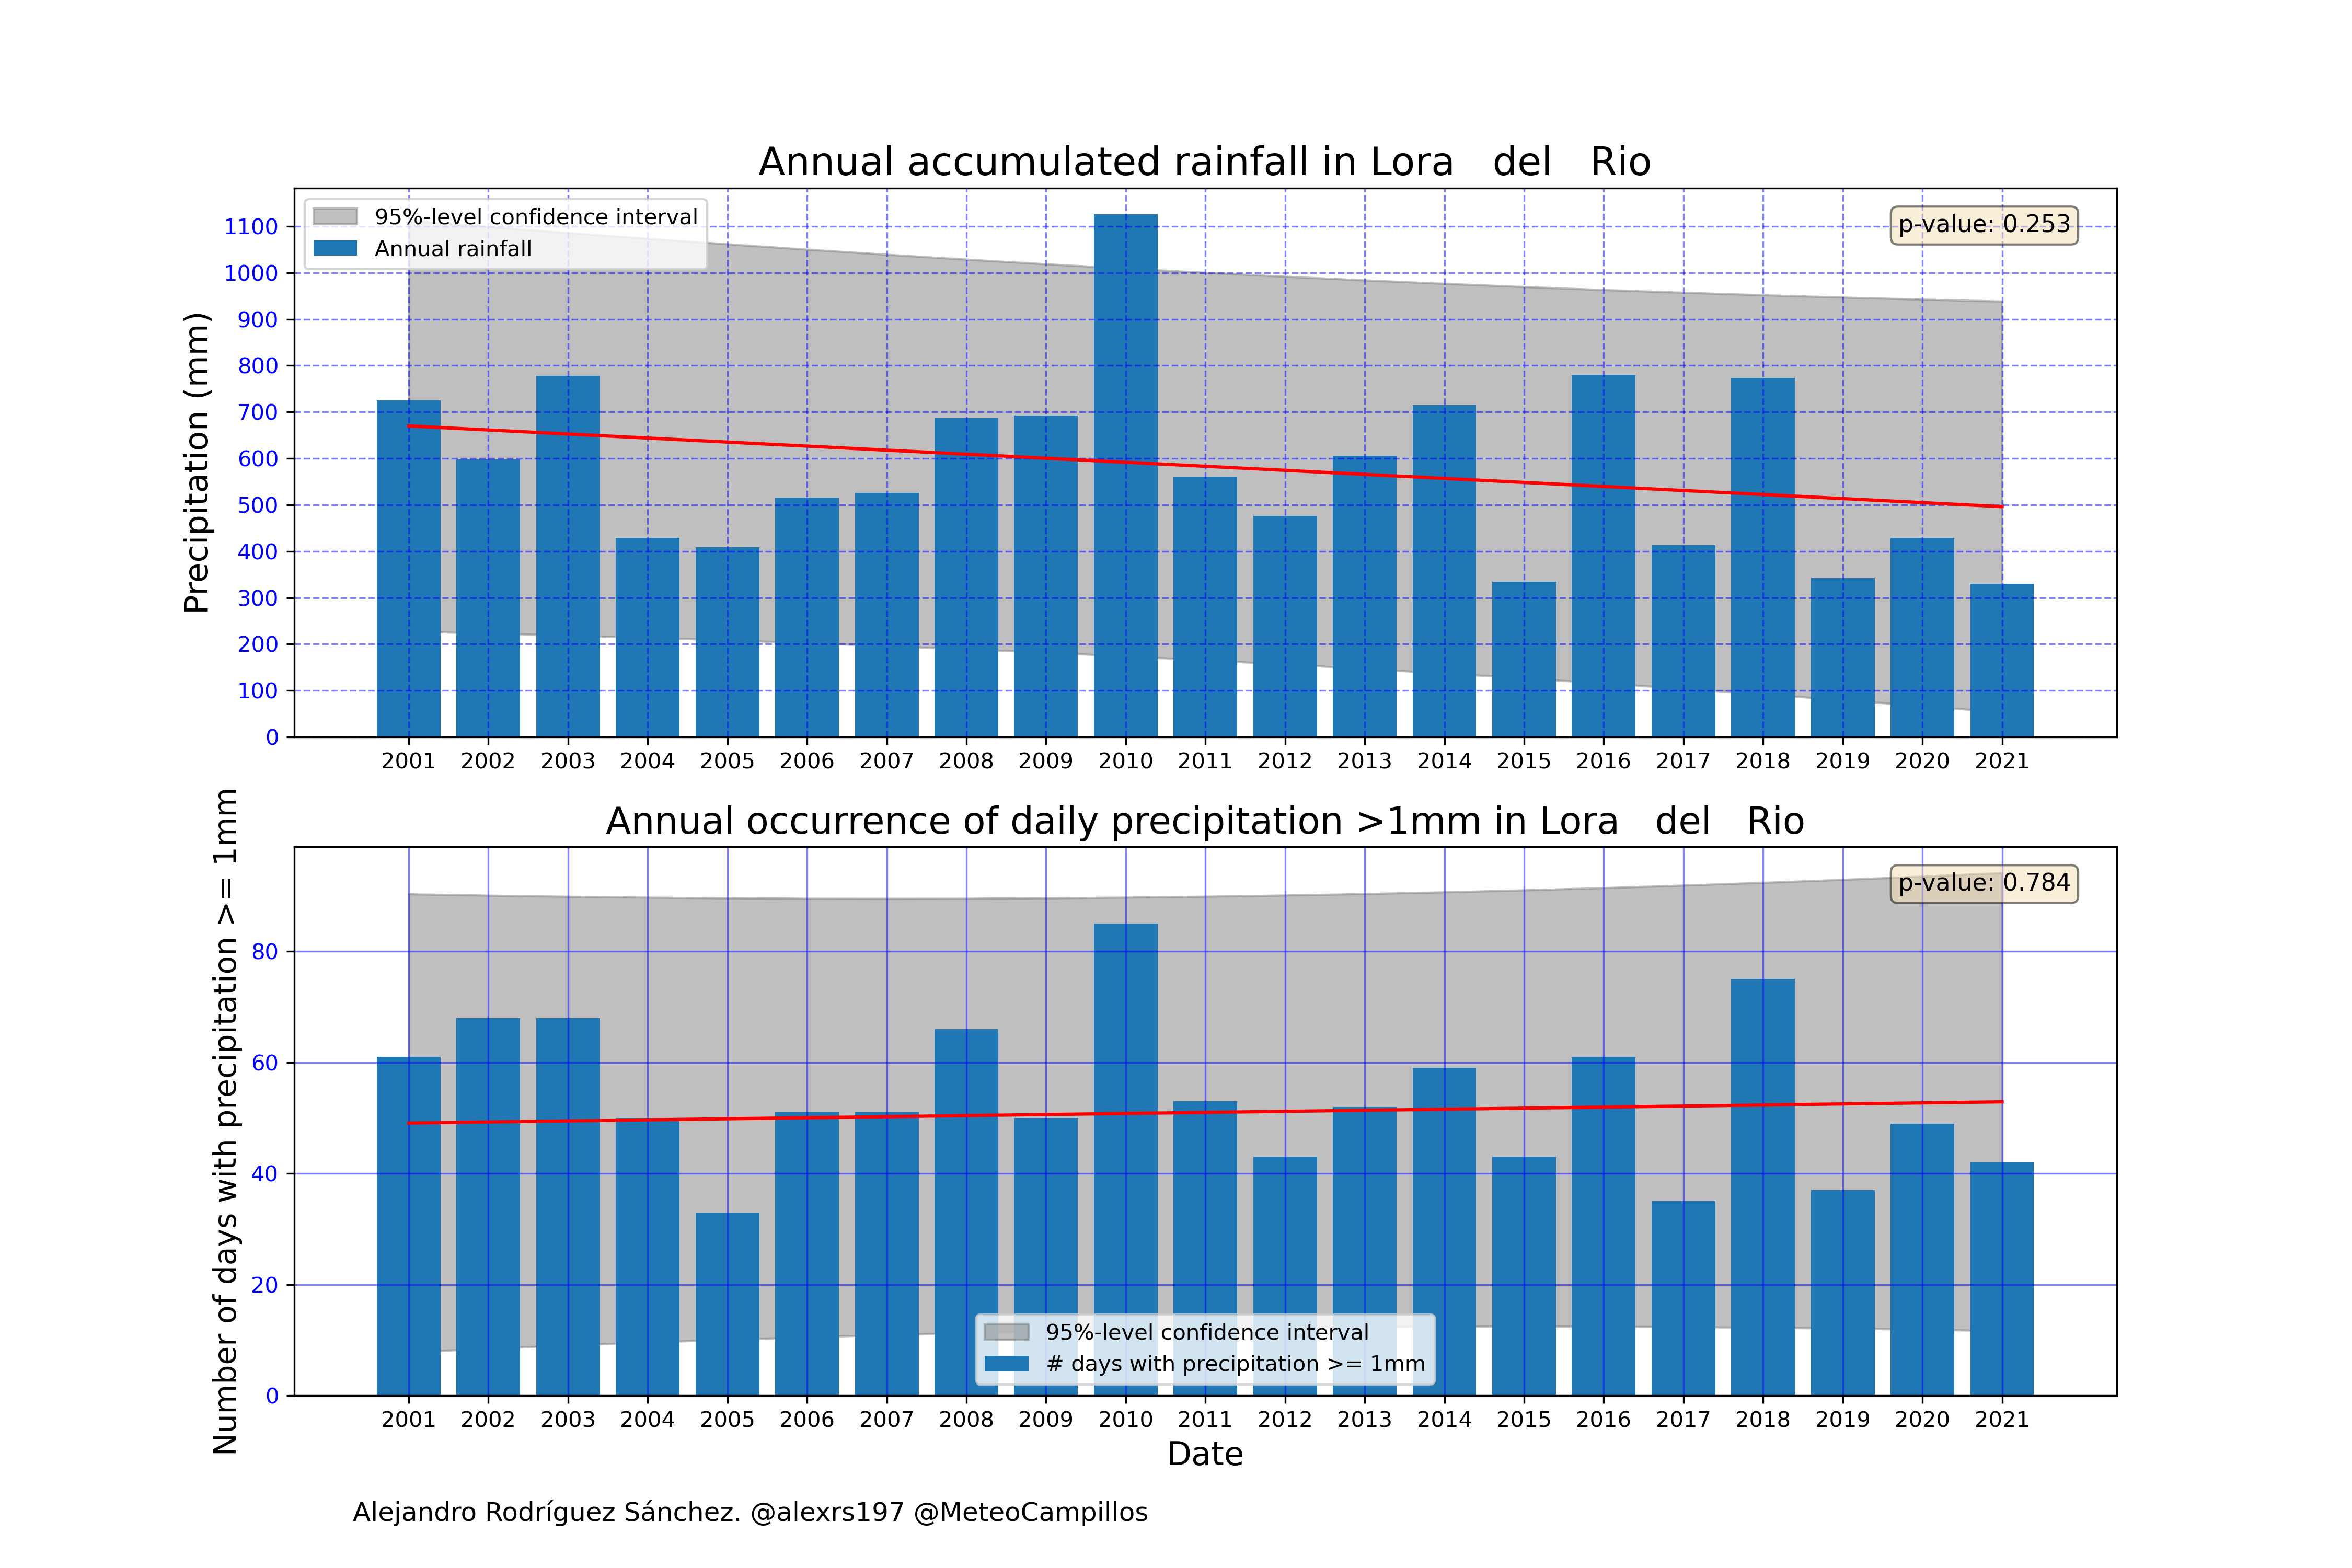 Annual accumulated rainfall in Lora del Rio
95%-level confidence interval
Annual rainfall
p-value: 0.253
Precipitation (mm)
1100
1000
900
800
700
600
500
400
300
200
100
0
2001 2002 2003 2004 2005 2006 2007 2008 2009 2010 2011 2012 2013 2014 2015 2016 2017 2018 2019 2020 2021
Annual occurrence of daily precipitation >1mm in Lora del Rio
p-value: 0.784
Number of days with precipitation >= 1mm
80
60
40
20
0
95%-level confidence interval
# days with precipitation >= 1mm
2001 2002 2003 2004 2005 2006 2007 2008 2009 2010 2011 2012 2013 2014 2015 2016 2017 2018 2019 2020 2021
Date
Alejandro Rodríguez Sánchez. @alexrs197 @MeteoCampillos